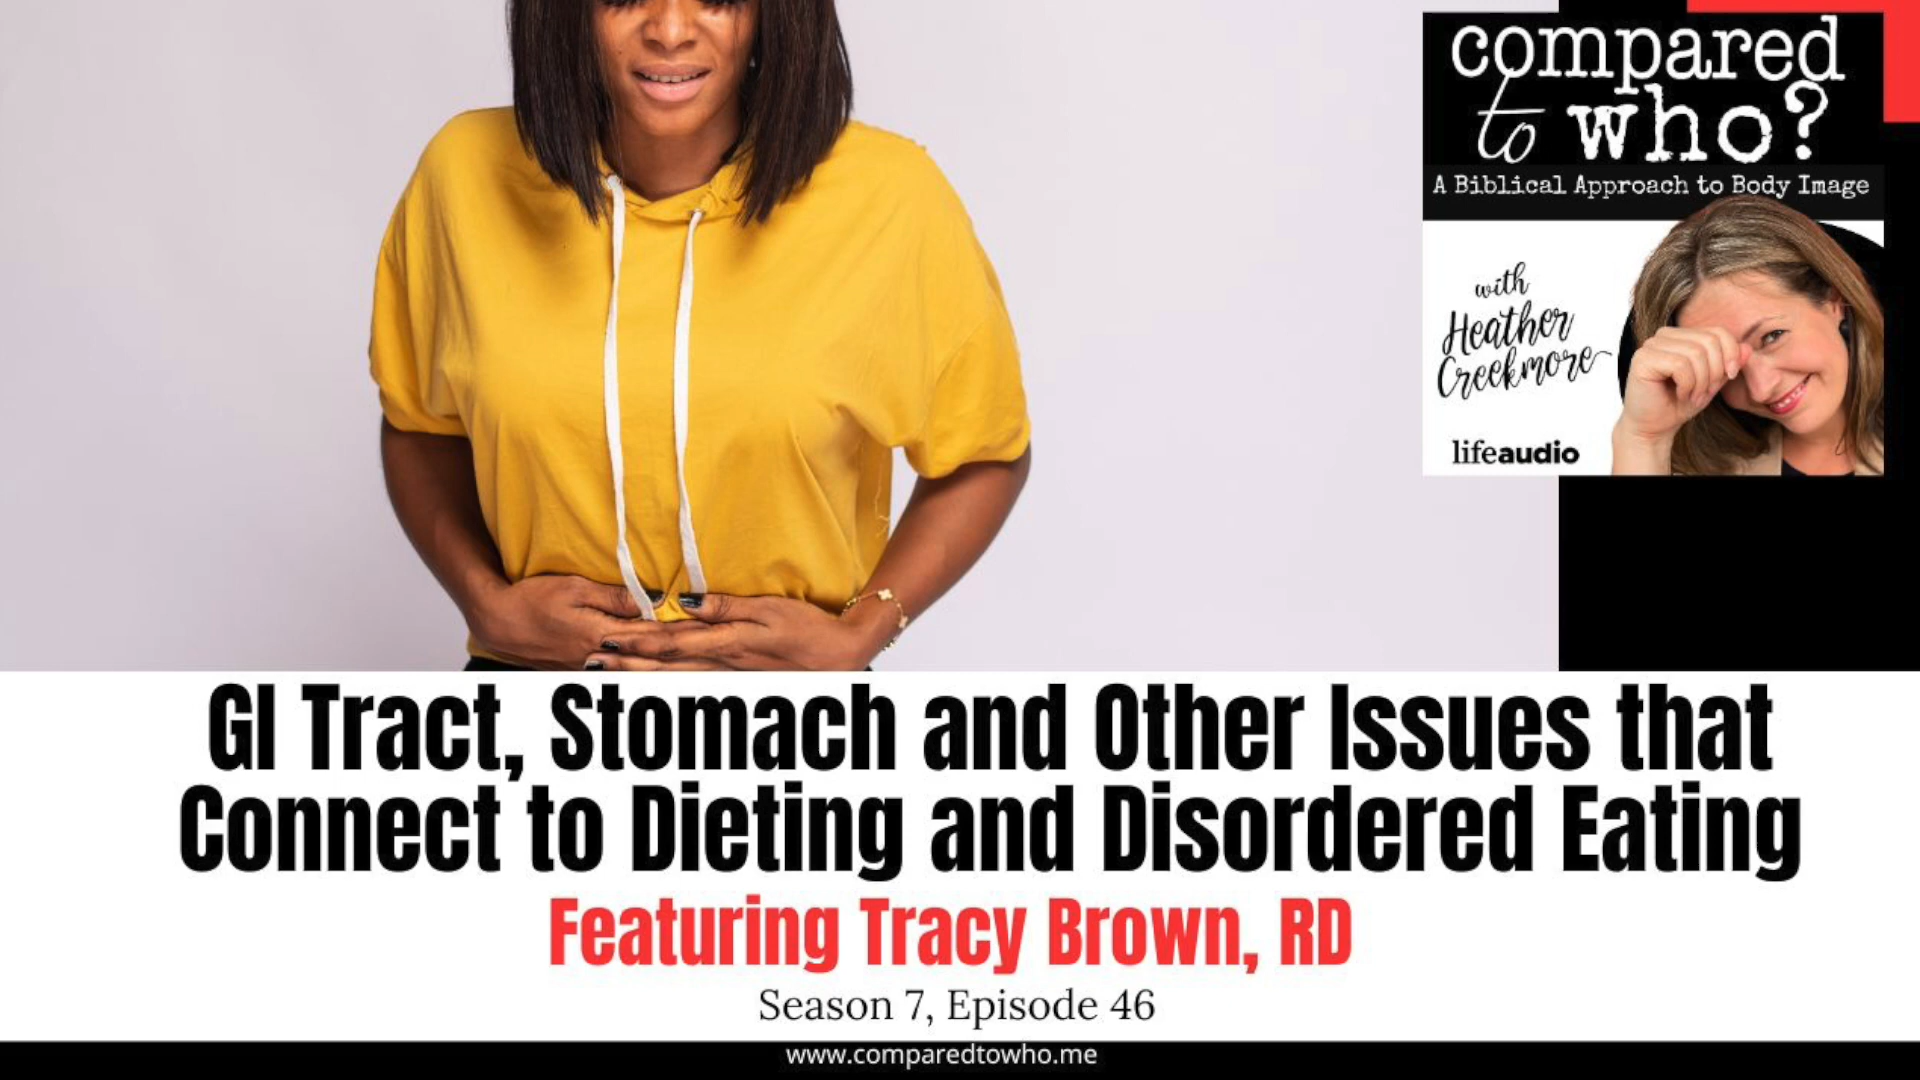 compared
to who?
A Biblical Approach to Body Image
with
Heather
Creekmore
lifeaudio
GI Tract, Stomach and Other Issues that
Connect to Dieting and Disordered Eating
Featuring Tracy Brown, RD
Season 7, Episode 46
www.comparedtowho.me